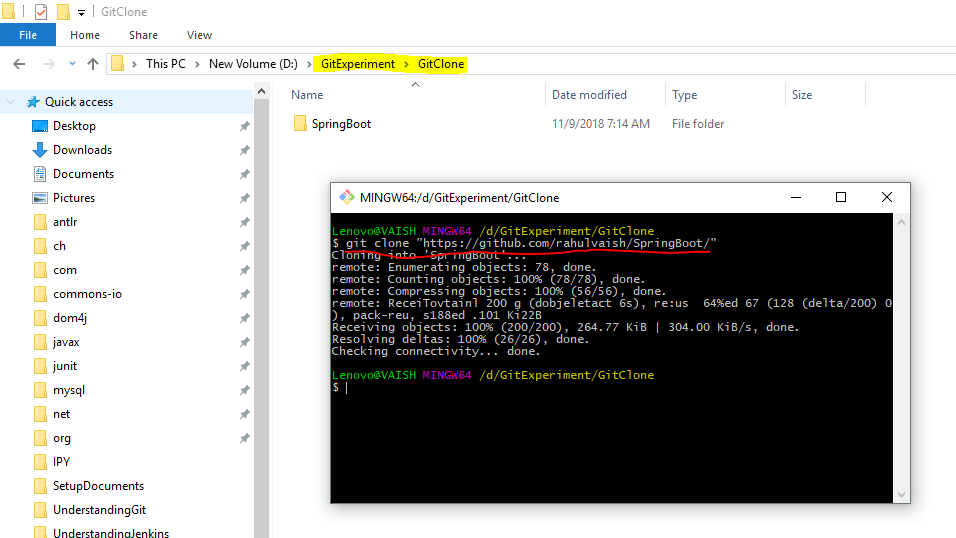 GitClone
File Home Share View
This PC New Volume (D:) GitExperiment GitClone
Quick access
Desktop
Downloads
Documents
Pictures
antlr
ch
com
commons-io
dom4j
javax
junit
mysql
net
org
IPY
SetupDocuments
UnderstandingGit
UnderstandingJenkins
Name Date modified Type Size
SpringBoot 11/9/2018 7:14 AM File folder
MINGW64:/d/GitExperiment/GitClone
Lenovo@VAISH MINGW64 /d/GitExperiment/GitClone
$ git clone "https://github.com/rahulvaish/SpringBoot/"
Cloning into 'SpringBoot'...
remote: Enumerating objects: 78, done.
remote: Counting objects: 100% (78/78), done.
remote: Compressing objects: 100% (56/56), done.
remote: ReceiTovtainl 200 g (dobjeletact 6s), re:us  64%ed 67 (128 (delta/200) 0
), pack-reu, s188ed .101 Ki22B
Receiving objects: 100% (200/200), 264.77 KiB | 304.00 KiB/s, done.
Resolving deltas: 100% (26/26), done.
Checking connectivity... done.
Lenovo@VAISH MINGW64 /d/GitExperiment/GitClone
$